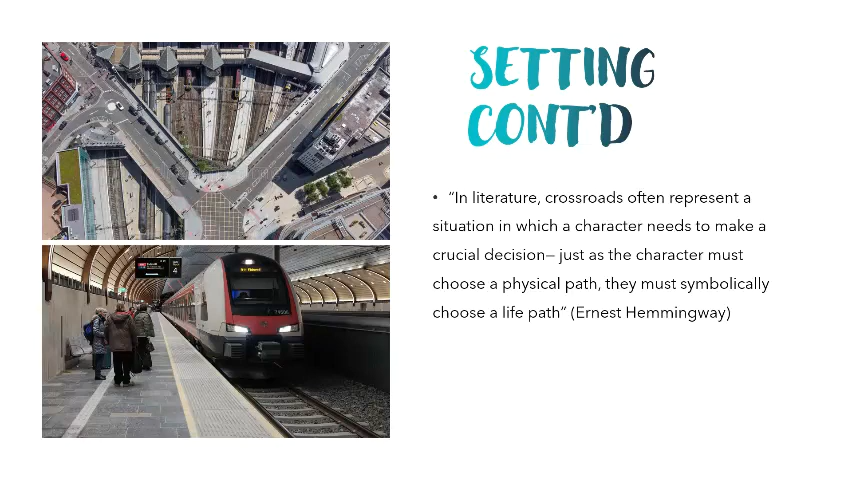 SETTING
CONT'D
• “In literature, crossroads often represent a
situation in which a character needs to make a
crucial decision– just as the character must
choose a physical path, they must symbolically
choose a life path” (Ernest Hemmingway)
4